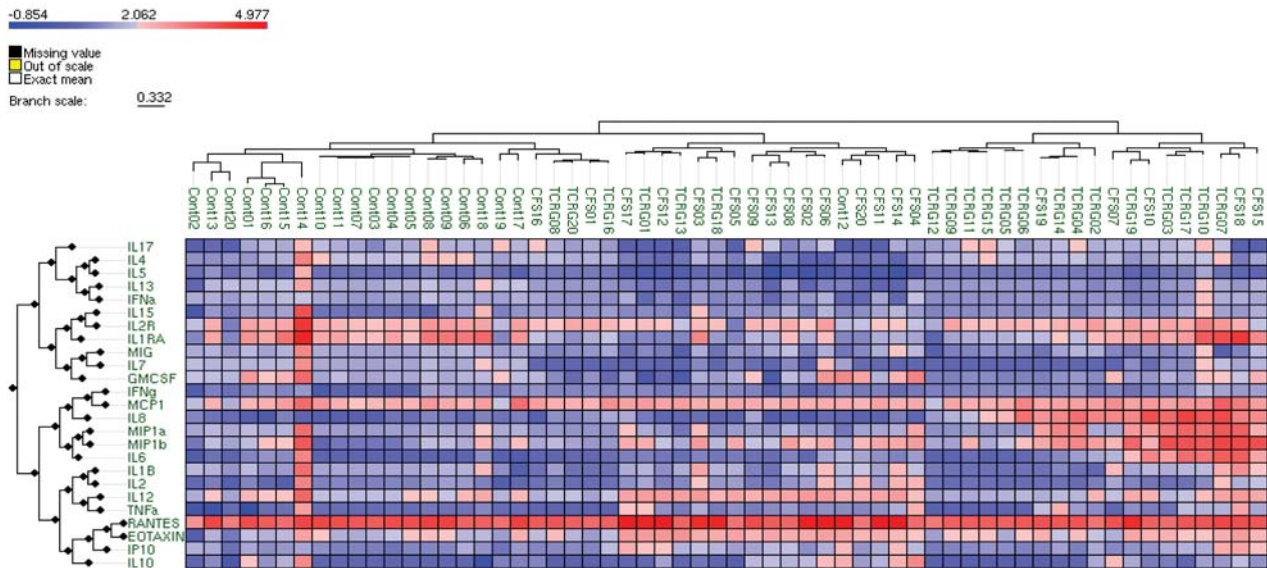 -0.854 2.062 4.977
Missing value
Out of scale
Exact mean
Branch scale: 0.332
Cont02
Cont13
Cont20
Cont01
Cont16
Cont15
Cont14
Cont10
Cont11
Cont07
Cont03
Cont04
Cont05
Cont08
Cont09
Cont06
Cont18
Cont19
Cont17
CFS16
TCRG08
TCRG20
CFS01
TCRG16
CFS17
TCRG01
CFS12
TCRG13
CFS03
TCRG18
CFS05
CFS09
CFS13
CFS08
CFS02
CFS06
Cont12
CFS20
CFS11
CFS14
CFS04
TCRG12
TCRG09
TCRG11
TCRG15
TCRG05
TCRG06
CFS19
TCRG14
TCRG04
TCRG02
CFS07
TCRG19
CFS10
TCRG03
TCRG17
TCRG10
TCRG07
CFS18
CFS15
IL17
IL4
IL5
IL13
IFNa
IL15
IL2R
IL1RA
MIG
IL7
GMCSF
IFNg
MCP1
IL8
MIP1a
MIP1b
IL6
IL1B
IL2
IL12
TNFa
RANTES
EOTAXIN
IP10
IL10